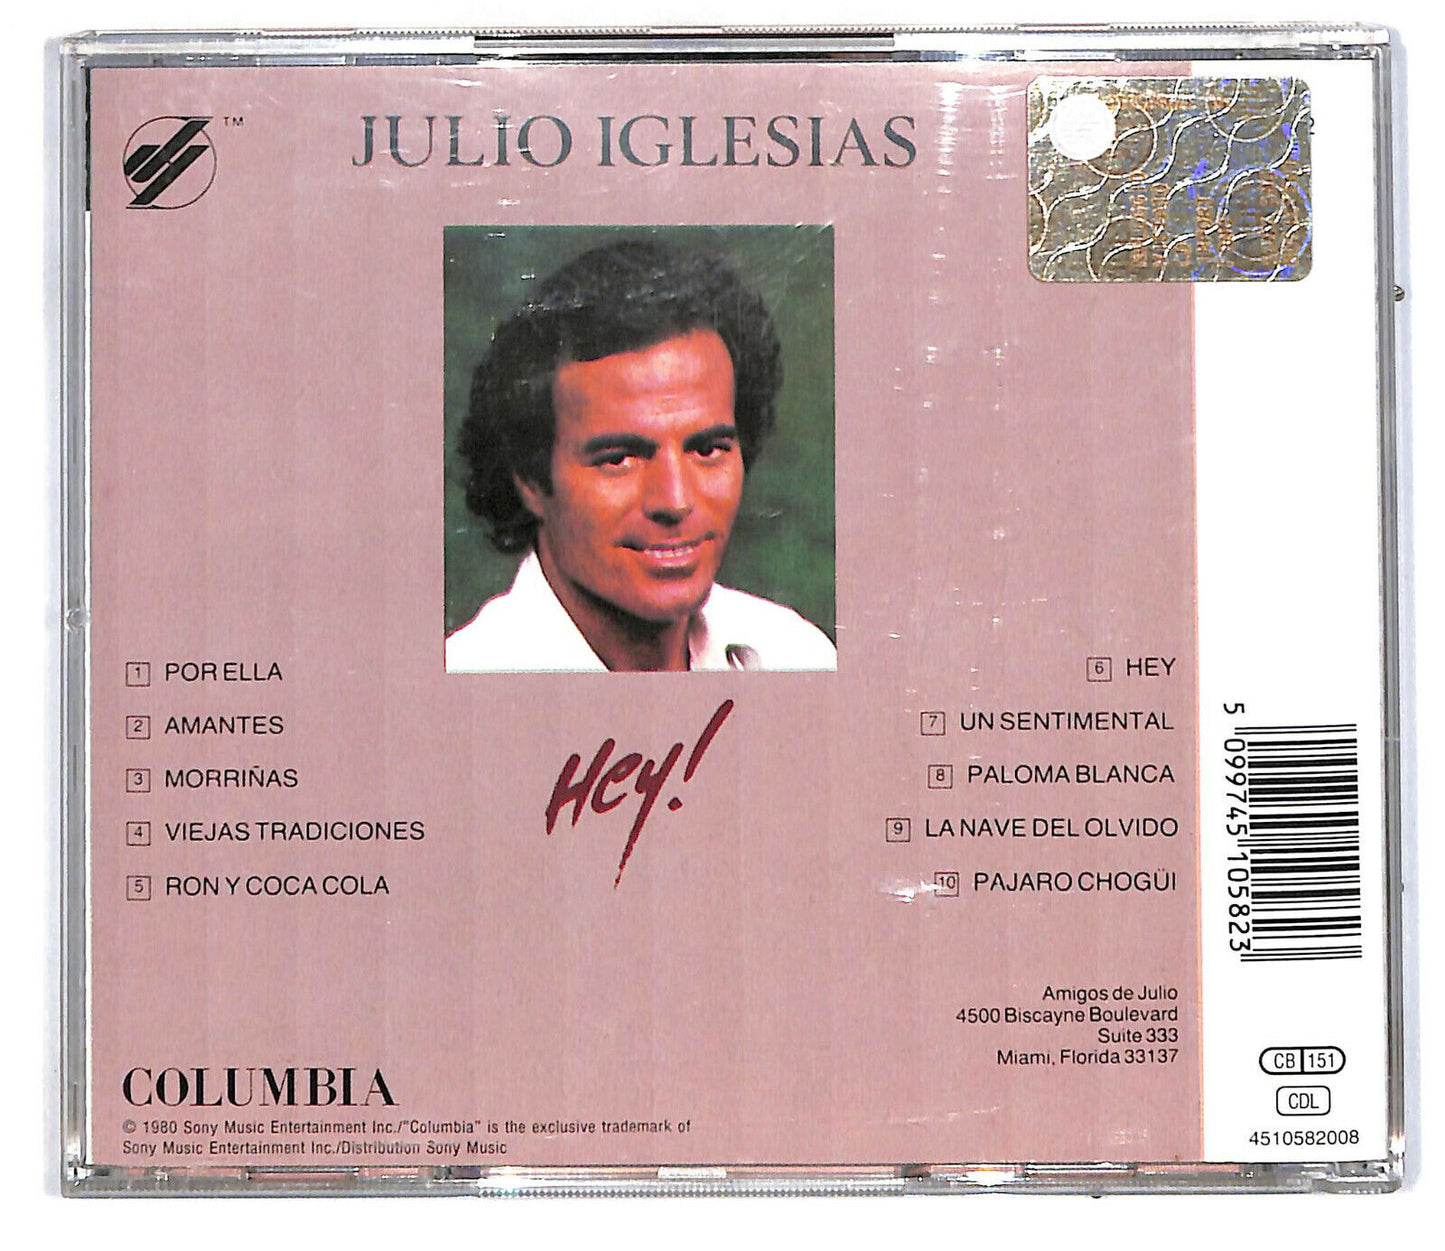 TM
JULIO IGLESIAS
1 POR ELLA
2 AMANTES
3 MORRIÑAS
4 VIEJAS TRADICIONES
5 RON Y COCA COLA
Hey!
6 HEY
7 UN SENTIMENTAL
8 PALOMA BLANCA
9 LA NAVE DEL OLVIDO
10 PAJARO CHOGÜI
Amigos de Julio
4500 Biscayne Boulevard
Suite 333
Miami, Florida 33137
COLUMBIA
© 1980 Sony Music Entertainment Inc./"Columbia" is the exclusive trademark of
Sony Music Entertainment Inc./Distribution Sony Music
5 099745 105823
CB 151
CDL
4510582008